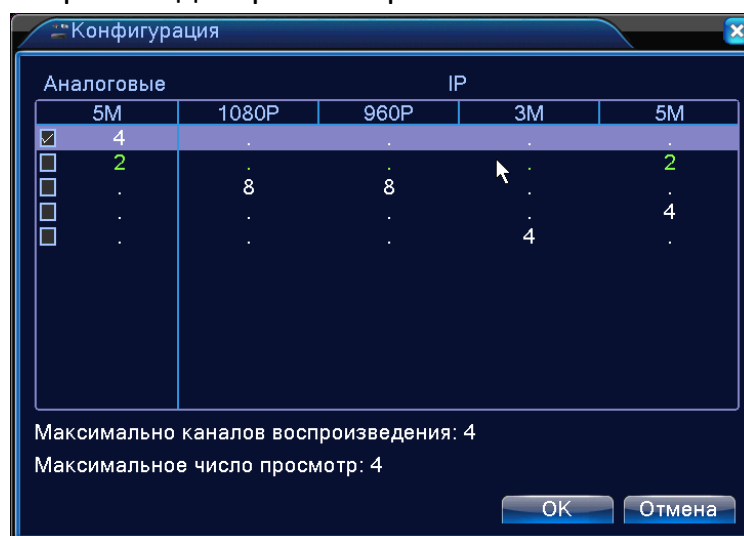 Конфигурация
Аналоговые IP
5M 1080P 960P 3M 5M
4 . . . .
2 . . . 2
. 8 8 . .
. . . . 4
. . . 4 .
Максимально каналов воспроизведения: 4
Максимальное число просмотр: 4
OK Отмена